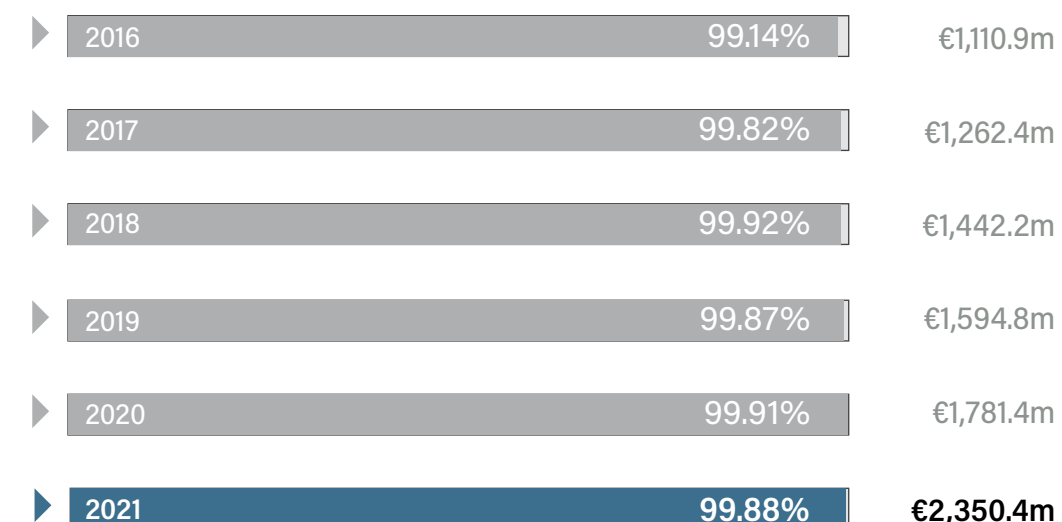 2016 99.14% €1,110.9m
2017 99.82% €1,262.4m
2018 99.92% €1,442.2m
2019 99.87% €1,594.8m
2020 99.91% €1,781.4m
2021 99.88% €2,350.4m